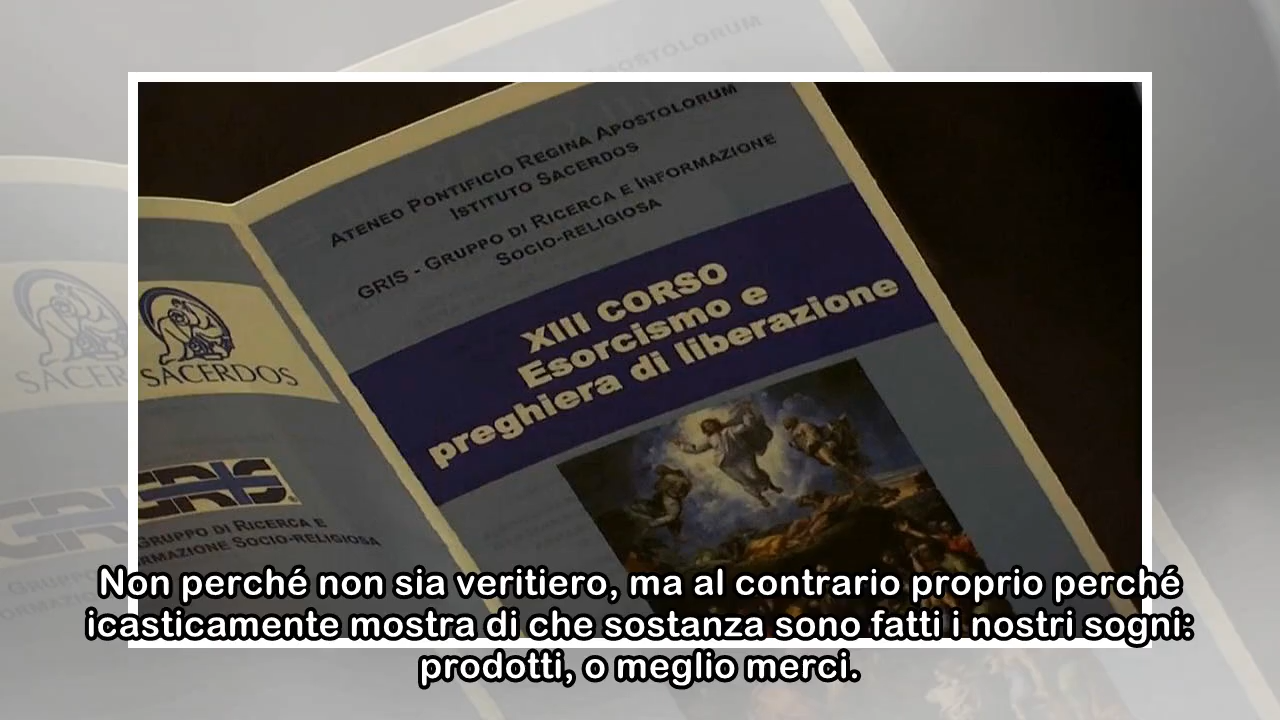 ATENEO PONTIFICIO REGINA APOSTOLORUM
ISTITUTO SACERDOS
GRIS - GRUPPO DI RICERCA E INFORMAZIONE
SOCIO-RELIGIOSA
XIII CORSO
Esorcismo e
preghiera di liberazione
SACERDOS
GRIS
GRUPPO DI RICERCA E
RMAZIONE SOCIO-RELIGIOSA
Non perché non sia veritiero, ma al contrario proprio perché
icasticamente mostra di che sostanza sono fatti i nostri sogni:
prodotti, o meglio merci.